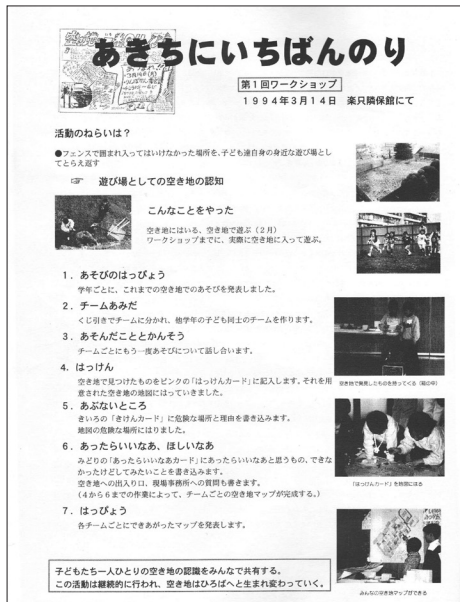 あきちにいちばんのり
第1回ワークショップ
1994年3月14日 楽只隣保館にて
活動のねらいは?
●フェンスで囲まれ入ってはいけなかった場所を、子ども達自身の身近な遊び場とし
てとらえ返す
☞ 遊び場としての空き地の認知
こんなことをやった
空き地にはいる、空き地で遊ぶ(2月)
ワークショップまでに、実際に空き地に入って遊ぶ。
1.あそびのはっぴょう
学年ごとに、これまでの空き地でのあそびを発表しました。
2.チームあみだ
くじ引きでチームに分かれ、他学年の子ども同士のチームを作ります。
3.あそんだこととかんそう
チームごとにもう一度あそびについて話し合います。
4.はっけん
空き地で見つけたものをピンクの「はっけんカード」に記入します。それを用
意された空き地の地図にはっていきました。
空き地で発見したものを持ってくる(箱の中)
5.あぶないところ
きいろの「きけんカード」に危険な場所と理由を書き込みます。
地図の危険な場所にはりました。
6.あったらいいなあ、ほしいなあ
みどりの「あったらいいなあカード」にあったらいいなあと思うもの、できな
かったけどしてみたいことを書き込みます。
空き地への出入り口、現場事務所への質問も書きます。
(4から6までの作業によって、チームごとの空き地マップが完成する。)
「はっけんカード」を地図にはる
7.はっぴょう
各チームごとにできあがったマップを発表します。
子どもたち一人ひとりの空き地の認識をみんなで共有する。
この活動は継続的に行われ、空き地はひろばへと生まれ変わっていく。
みんなの空き地マップができる